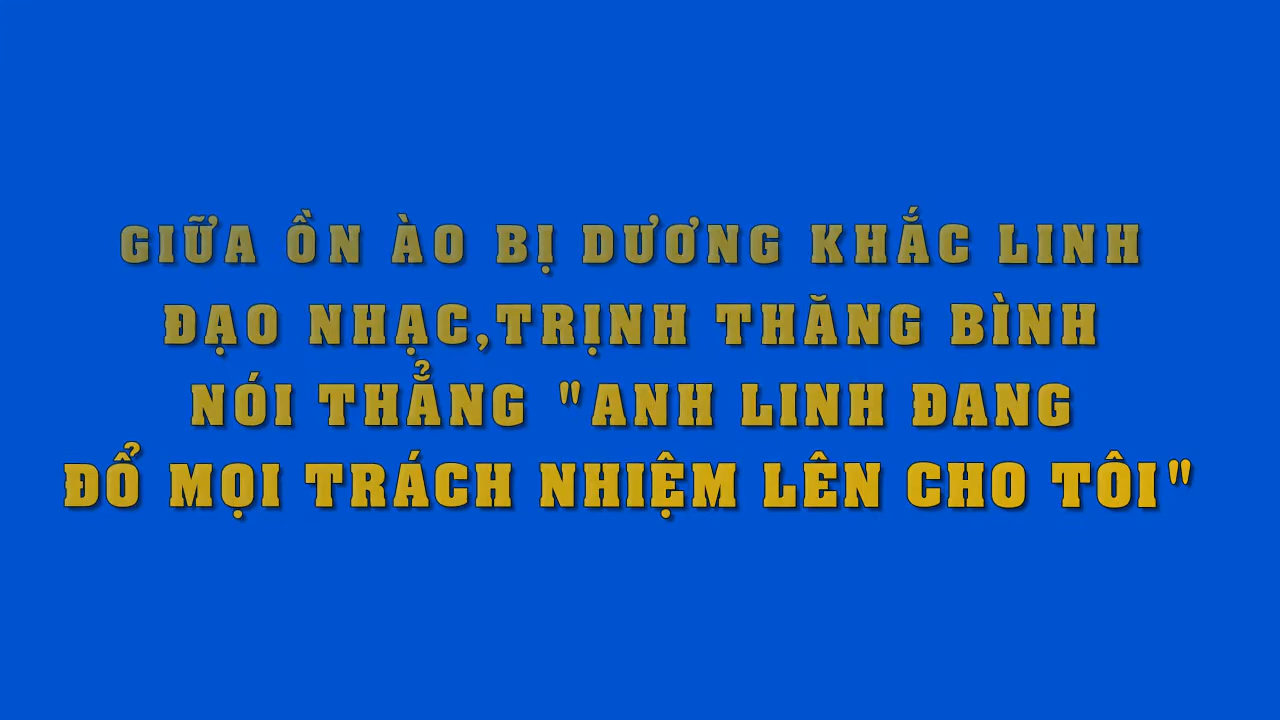 GIỮA ỒN ÀO BỊ DƯƠNG KHẮC LINH
ĐẠO NHẠC,TRỊNH THĂNG BÌNH
NÓI THẲNG "ANH LINH ĐANG
ĐỔ MỌI TRÁCH NHIỆM LÊN CHO TÔI"